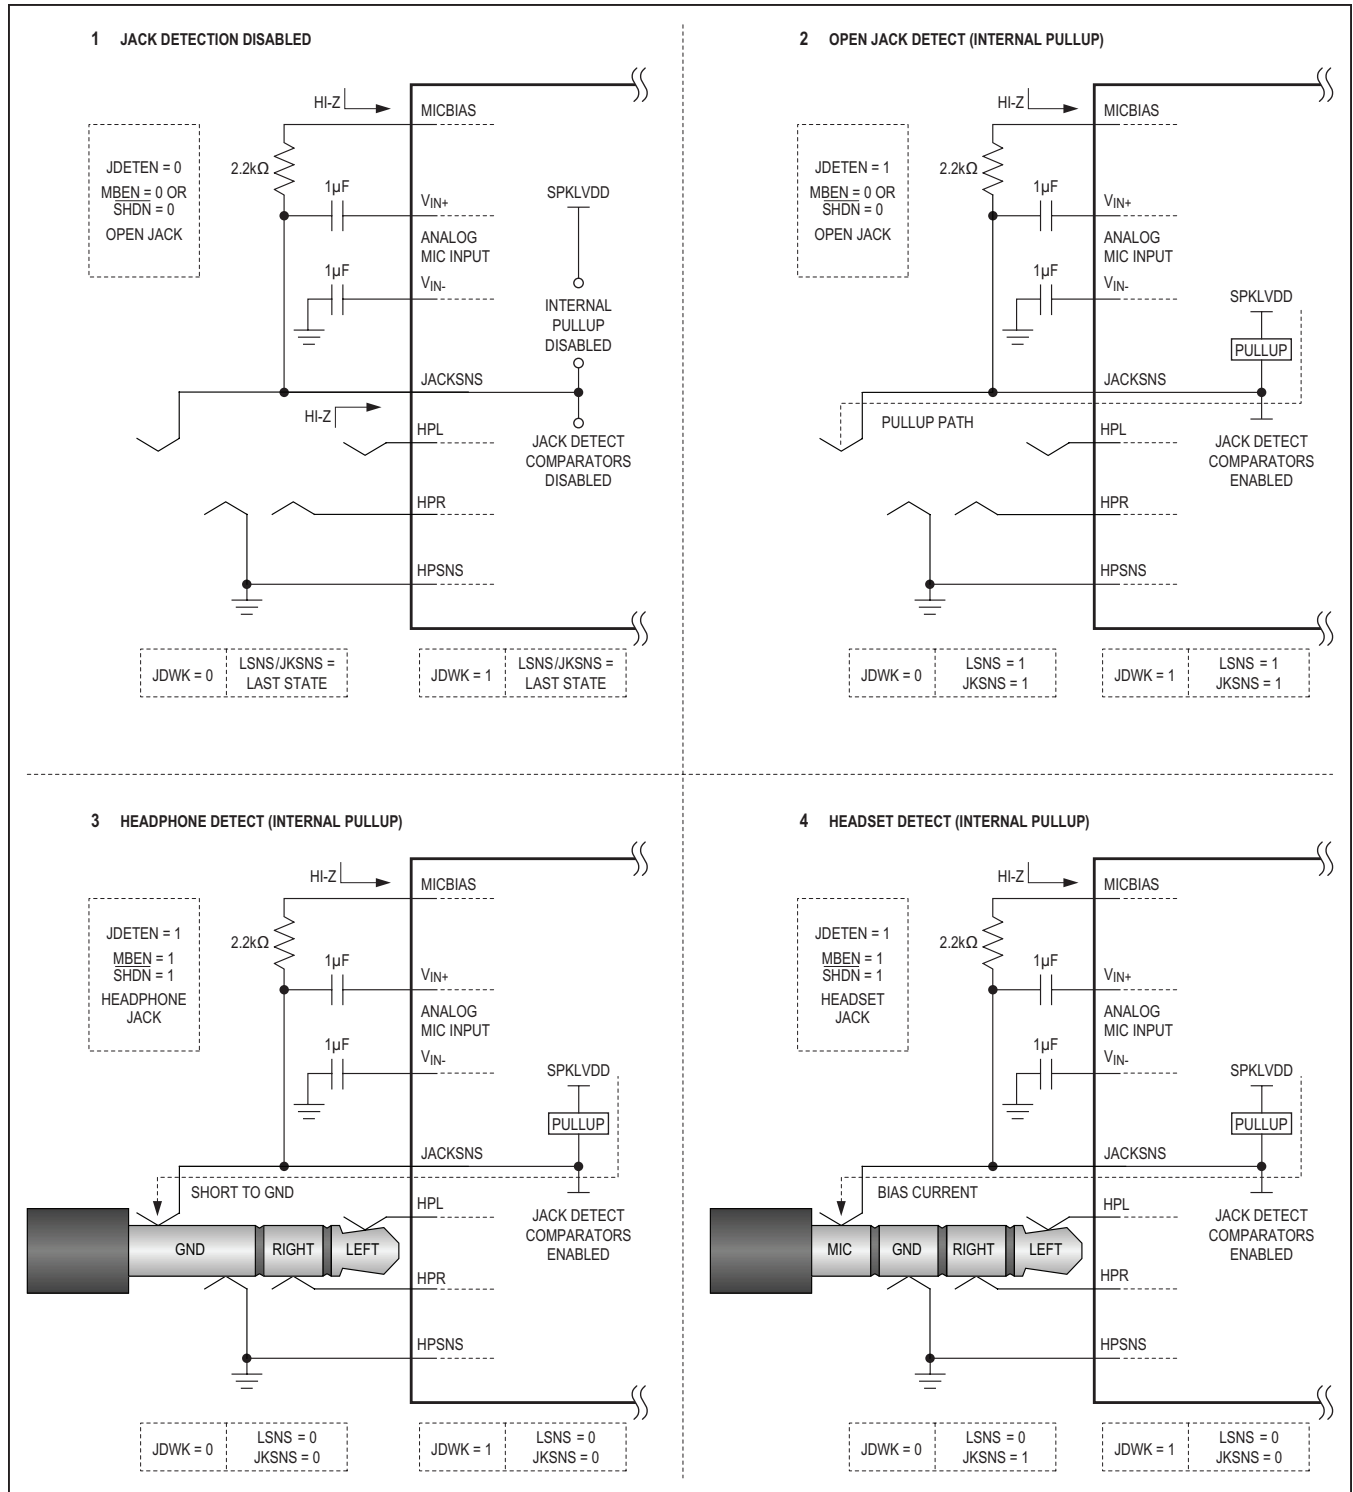 1 JACK DETECTION DISABLED
HI-Z
MICBIAS
JDETEN = 0
MBEN = 0 OR
SHDN = 0
OPEN JACK
2.2kΩ
1µF
VIN+
SPKLVDD
ANALOG
MIC INPUT
1µF
VIN-
INTERNAL
PULLUP
DISABLED
JACKSNS
HI-Z
HPL
JACK DETECT
COMPARATORS
DISABLED
HPR
HPSNS
JDWK = 0
LSNS/JKSNS =
LAST STATE
JDWK = 1
LSNS/JKSNS =
LAST STATE
2 OPEN JACK DETECT (INTERNAL PULLUP)
HI-Z
MICBIAS
JDETEN = 1
MBEN = 0 OR
SHDN = 0
OPEN JACK
2.2kΩ
1µF
VIN+
ANALOG
MIC INPUT
1µF
VIN-
SPKLVDD
PULLUP
JACKSNS
PULLUP PATH
HPL
JACK DETECT
COMPARATORS
ENABLED
HPR
HPSNS
JDWK = 0
LSNS = 1
JKSNS = 1
JDWK = 1
LSNS = 1
JKSNS = 1
3 HEADPHONE DETECT (INTERNAL PULLUP)
HI-Z
MICBIAS
JDETEN = 1
MBEN = 1
SHDN = 1
HEADPHONE
JACK
2.2kΩ
1µF
VIN+
ANALOG
MIC INPUT
1µF
VIN-
SPKLVDD
PULLUP
JACKSNS
SHORT TO GND
HPL
JACK DETECT
COMPARATORS
ENABLED
GND
RIGHT
LEFT
HPR
HPSNS
JDWK = 0
LSNS = 0
JKSNS = 0
JDWK = 1
LSNS = 0
JKSNS = 0
4 HEADSET DETECT (INTERNAL PULLUP)
HI-Z
MICBIAS
JDETEN = 1
MBEN = 1
SHDN = 1
HEADSET
JACK
2.2kΩ
1µF
VIN+
ANALOG
MIC INPUT
1µF
VIN-
SPKLVDD
PULLUP
JACKSNS
BIAS CURRENT
HPL
JACK DETECT
COMPARATORS
ENABLED
MIC
GND
RIGHT
LEFT
HPR
HPSNS
JDWK = 0
LSNS = 0
JKSNS = 1
JDWK = 1
LSNS = 0
JKSNS = 0